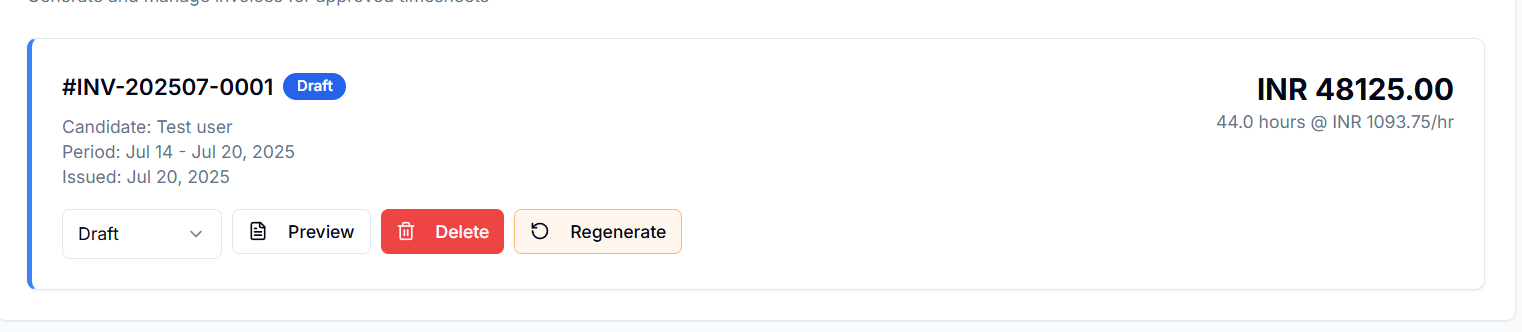 Generate and manage invoices for approved timesheets
#INV-202507-0001 Draft
INR 48125.00
44.0 hours @ INR 1093.75/hr
Candidate: Test user
Period: Jul 14 - Jul 20, 2025
Issued: Jul 20, 2025
Draft Preview Delete Regenerate